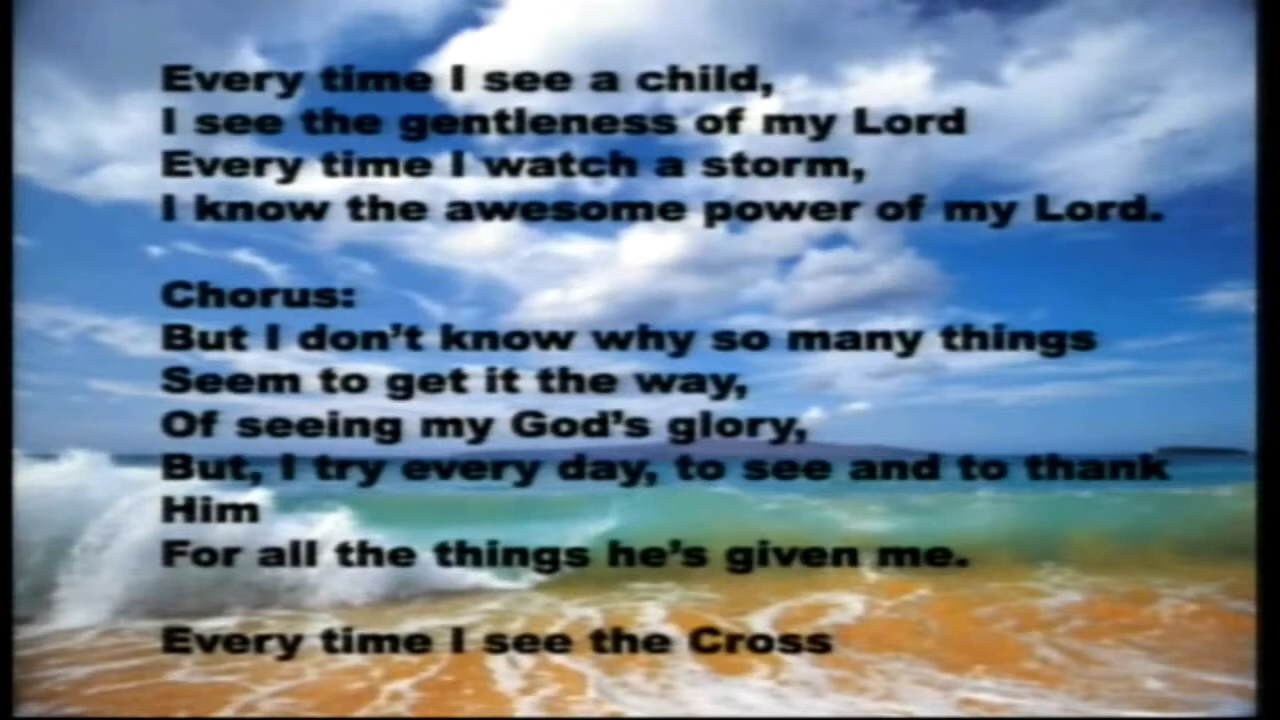 Every time I see a child,
I see the gentleness of my Lord
Every time I watch a storm,
I know the awesome power of my Lord.
Chorus:
But I don’t know why so many things
Seem to get it the way,
Of seeing my God’s glory,
But, I try every day, to see and to thank
Him
For all the things he’s given me.
Every time I see the Cross